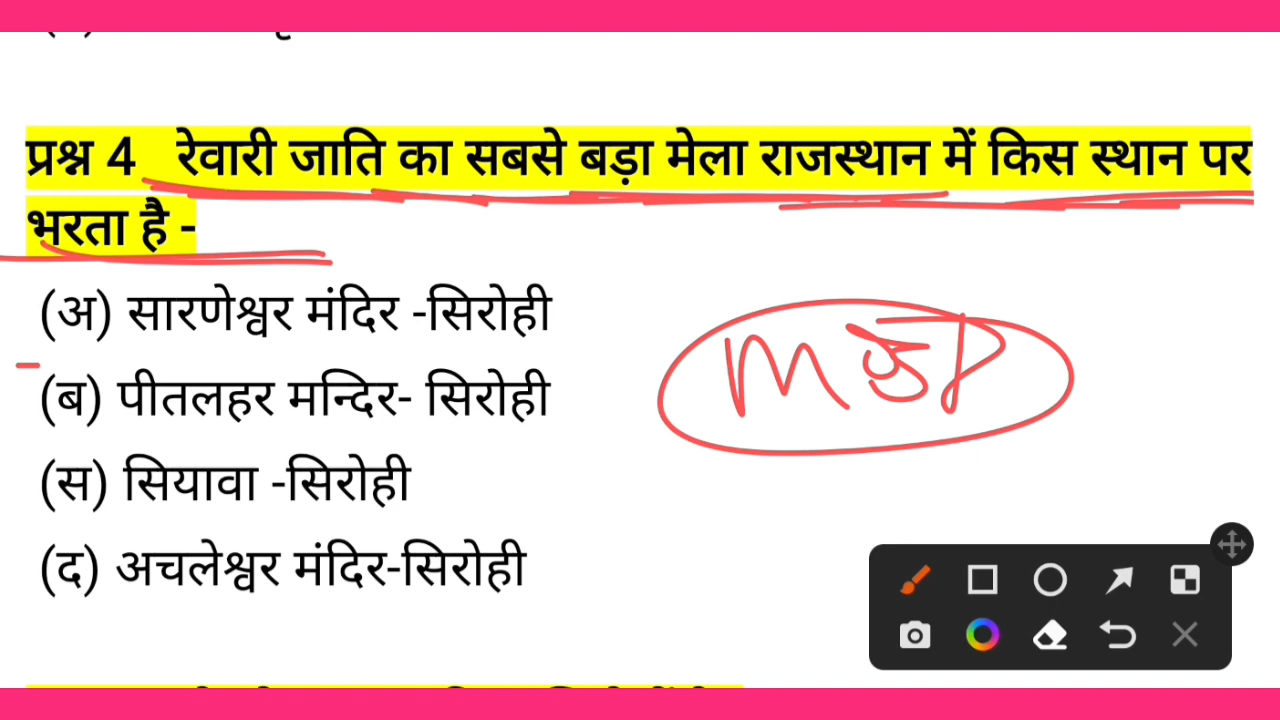 प्रश्न 4 रेवारी जाति का सबसे बड़ा मेला राजस्थान में किस स्थान पर
भरता है -
(अ) सारणेश्वर मंदिर -सिरोही
(ब) पीतलहर मन्दिर- सिरोही
(स) सियावा -सिरोही
(द) अचलेश्वर मंदिर-सिरोही